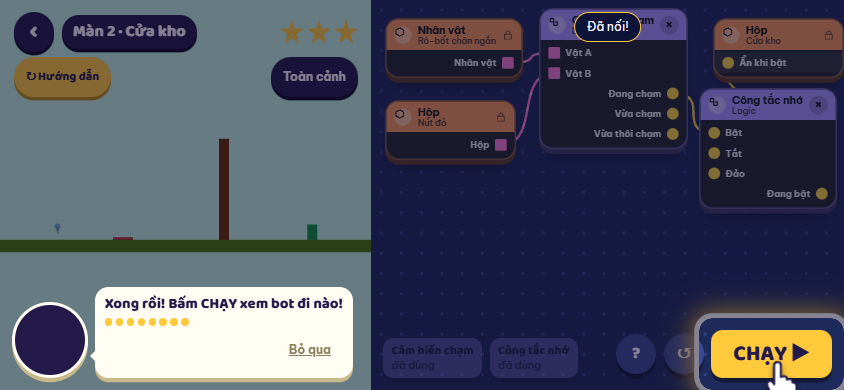 Màn 2 · Cửa kho
Hướng dẫn
Toàn cảnh
Xong rồi! Bấm CHẠY xem bot đi nào!
Bỏ qua
Nhân vật
Rô-bốt chân ngắn
Nhân vật
Hộp
Nút đỏ
Hộp
Đã nối!
Vật A
Vật B
Đang chạm
Vừa chạm
Vừa thôi chạm
Hộp
Cửa kho
Ẩn khi bật
Công tắc nhớ
Logic
Bật
Tắt
Đảo
Đang bật
Cảm biến chạm
đã dùng
Công tắc nhớ
đã dùng
?
CHẠY